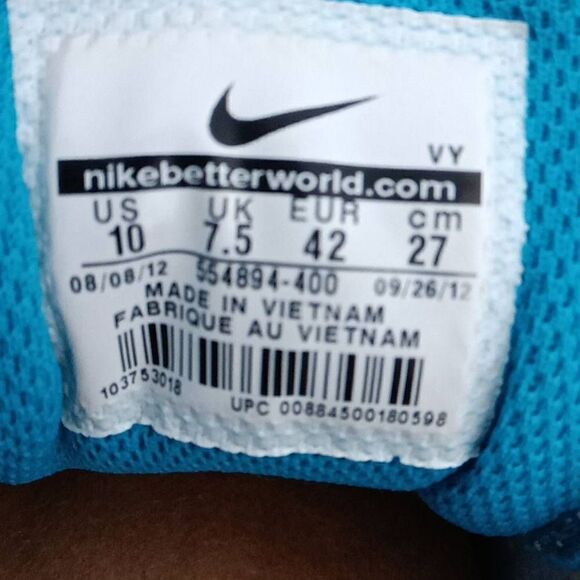 VY
nikebetterworld.com
US UK EUR cm
10 7.5 42 27
08/08/12 554894-400 09/26/12
MADE IN VIETNAM
FABRIQUE AU VIETNAM
103753018
UPC 00884500180598